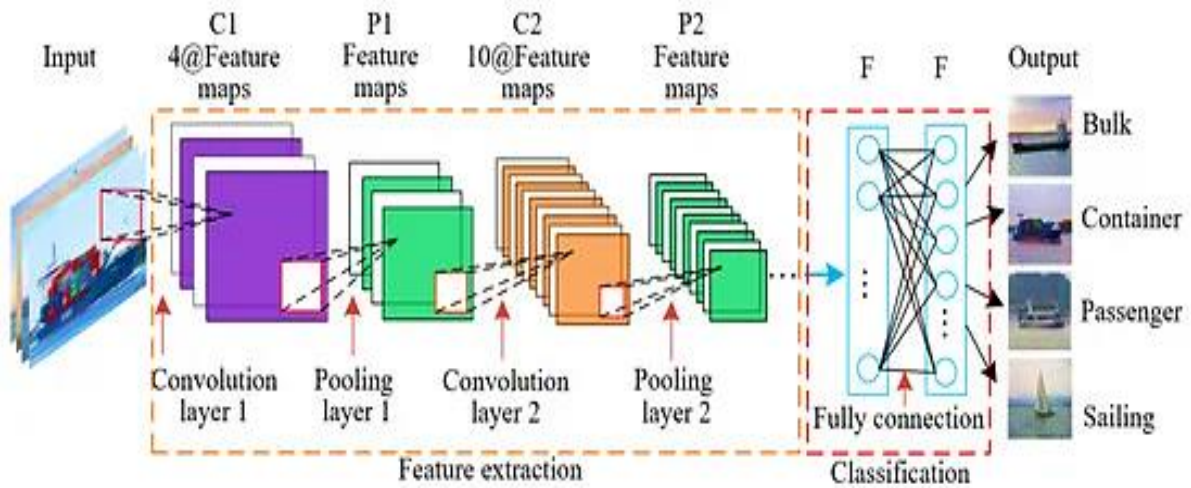 Input
C1
4@Feature
maps
P1
Feature
maps
C2
10@Feature
maps
P2
Feature
maps
F
F
Output
Bulk
Container
Passenger
Sailing
Convolution
layer 1
Pooling
layer 1
Convolution
layer 2
Pooling
layer 2
Fully connection
Feature extraction
Classification